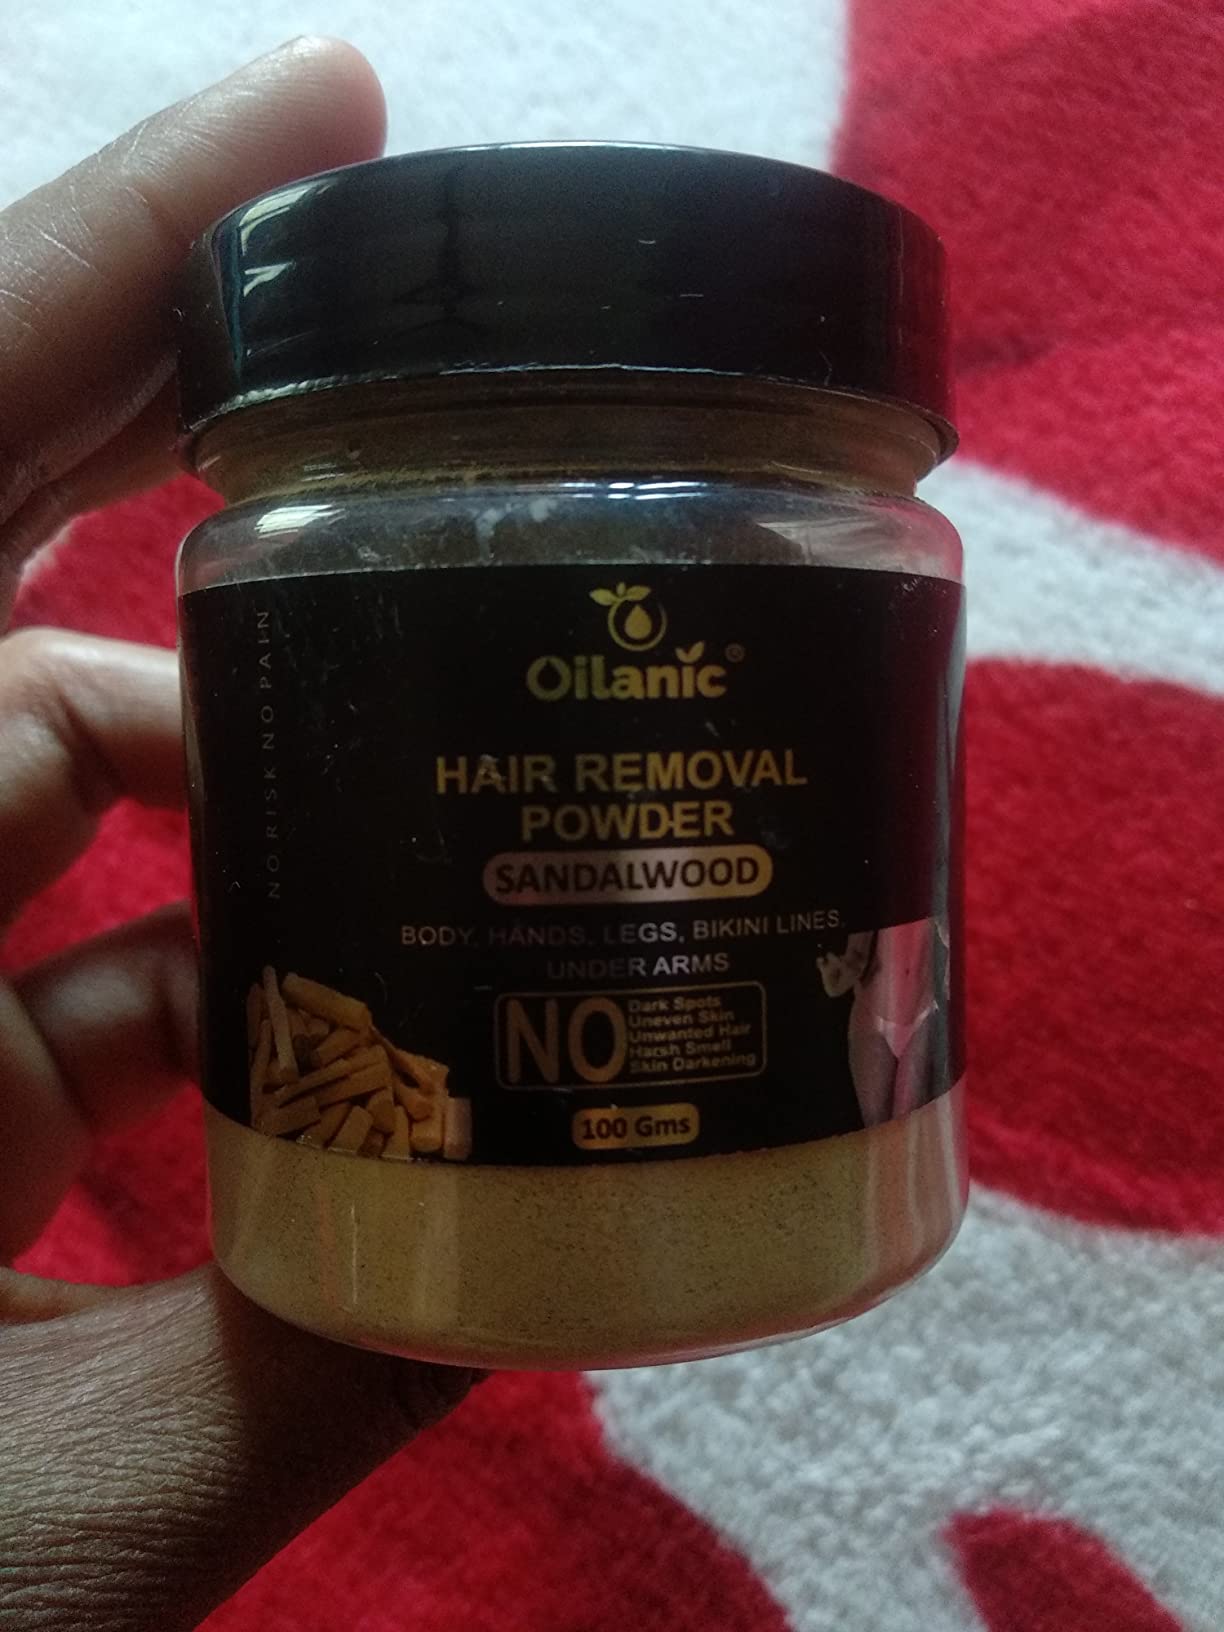 Oilanic®
HAIR REMOVAL
POWDER
SANDALWOOD
BODY, HANDS, LEGS, BIKINI LINES,
UNDER ARMS
NO
Dark Spots
Uneven Skin
Unwanted Hair
Harsh Smell
Skin Darkening
100 Gms
NO RISK NO PAIN